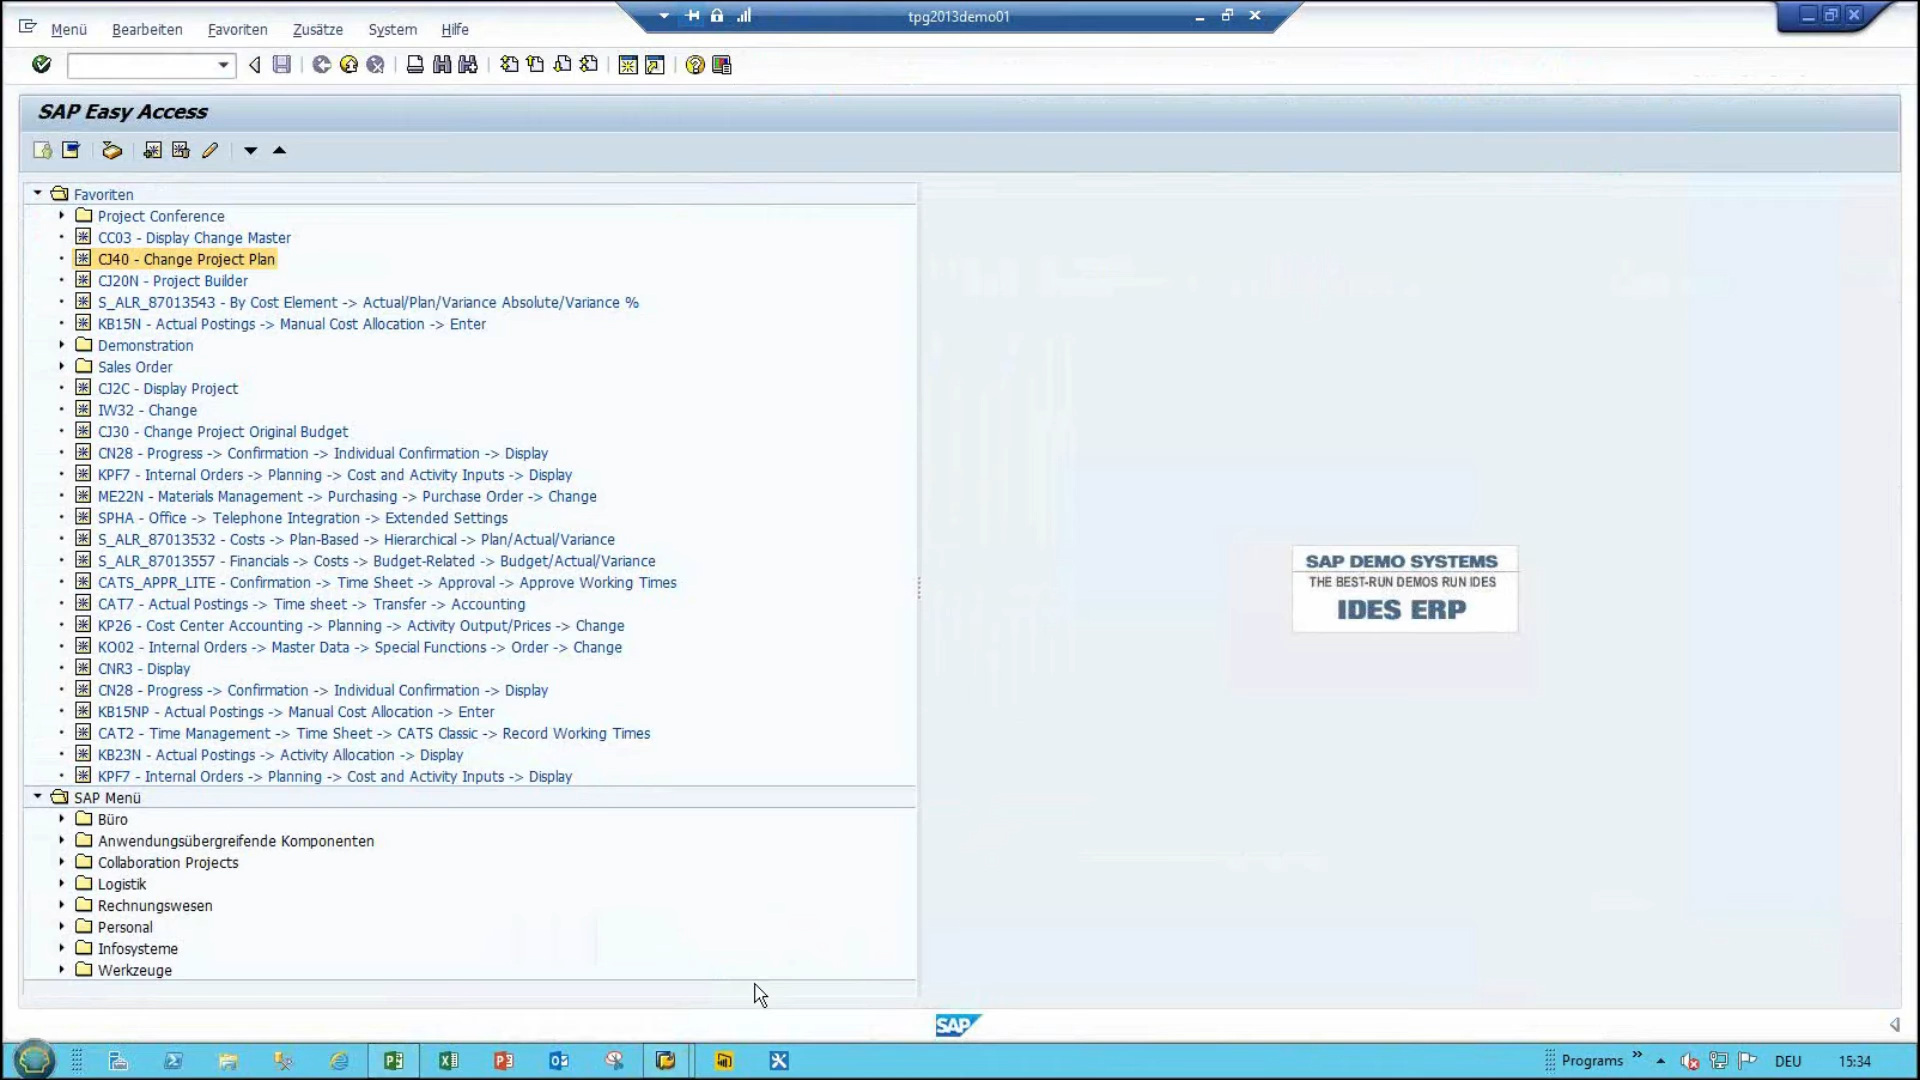 tpg2013demo01
Menü Bearbeiten Favoriten Zusätze System Hilfe
SAP Easy Access
Favoriten
Project Conference
CC03 - Display Change Master
CJ40 - Change Project Plan
CJ20N - Project Builder
S_ALR_87013543 - By Cost Element -> Actual/Plan/Variance Absolute/Variance %
KB15N - Actual Postings -> Manual Cost Allocation -> Enter
Demonstration
Sales Order
CJ2C - Display Project
IW32 - Change
CJ30 - Change Project Original Budget
CN28 - Progress -> Confirmation -> Individual Confirmation -> Display
KPF7 - Internal Orders -> Planning -> Cost and Activity Inputs -> Display
ME22N - Materials Management -> Purchasing -> Purchase Order -> Change
SPHA - Office -> Telephone Integration -> Extended Settings
S_ALR_87013532 - Costs -> Plan-Based -> Hierarchical -> Plan/Actual/Variance
S_ALR_87013557 - Financials -> Costs -> Budget-Related -> Budget/Actual/Variance
CATS_APPR_LITE - Confirmation -> Time Sheet -> Approval -> Approve Working Times
CAT7 - Actual Postings -> Time sheet -> Transfer -> Accounting
KP26 - Cost Center Accounting -> Planning -> Activity Output/Prices -> Change
KO02 - Internal Orders -> Master Data -> Special Functions -> Order -> Change
CNR3 - Display
CN28 - Progress -> Confirmation -> Individual Confirmation -> Display
KB15NP - Actual Postings -> Manual Cost Allocation -> Enter
CAT2 - Time Management -> Time Sheet -> CATS Classic -> Record Working Times
KB23N - Actual Postings -> Activity Allocation -> Display
KPF7 - Internal Orders -> Planning -> Cost and Activity Inputs -> Display
SAP Menü
Büro
Anwendungsübergreifende Komponenten
Collaboration Projects
Logistik
Rechnungswesen
Personal
Infosysteme
Werkzeuge
SAP DEMO SYSTEMS
THE BEST-RUN DEMOS RUN IDES
IDES ERP
SAP
Programs DEU 15:34